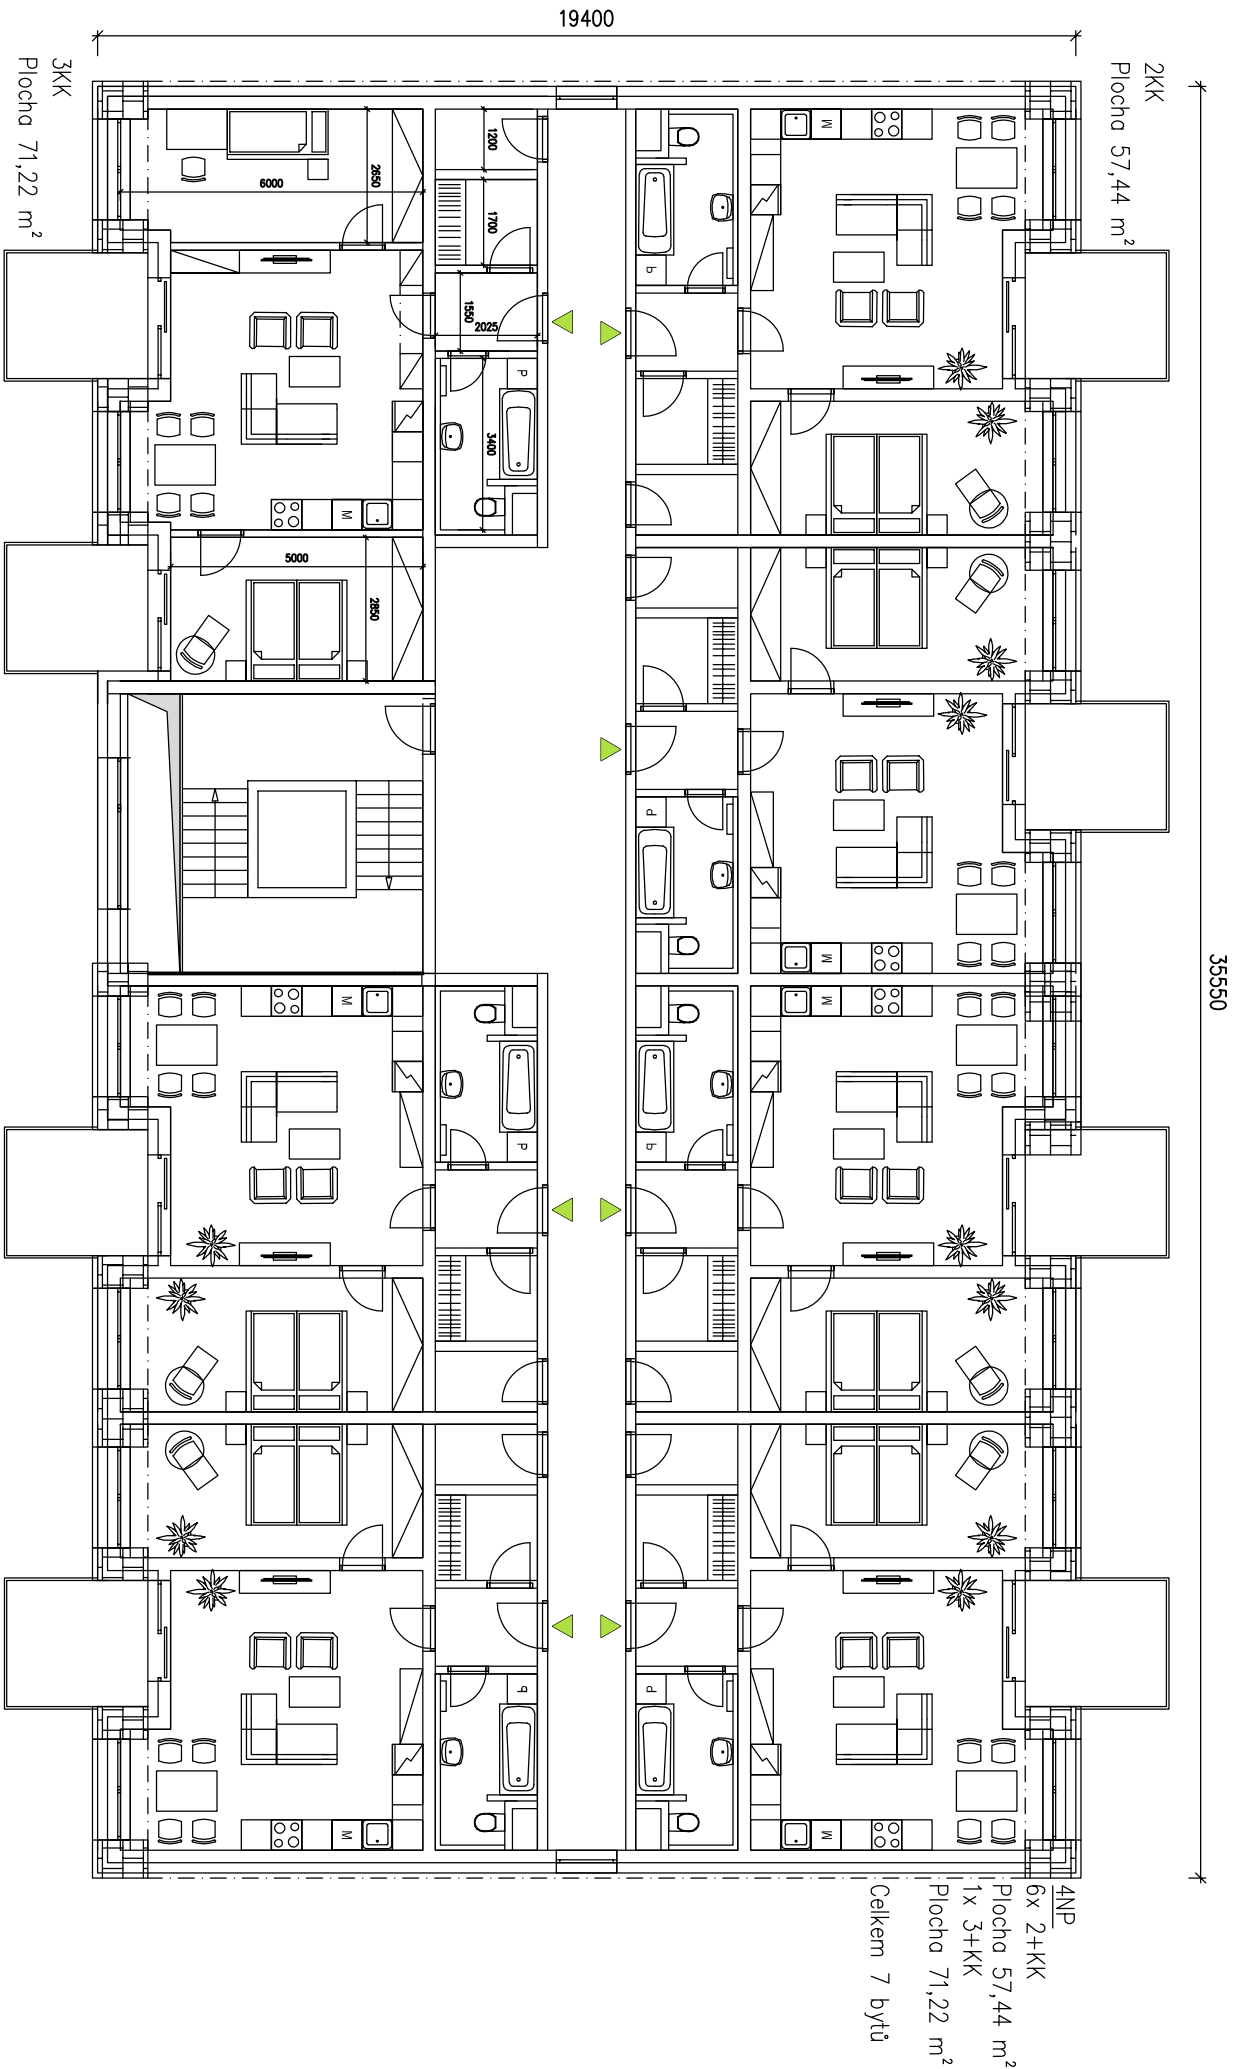 19400
35550
2KK
Plocha 57,44 m²
3KK
Plocha 71,22 m²
1200
2650
6000
1700
1550
2025
3400
5000
2850
M
M
M
M
M
M
M
P
P
P
P
P
P
P
4NP
6x 2+KK
Plocha 57,44 m²
1x 3+KK
Plocha 71,22 m²
Celkem 7 bytů